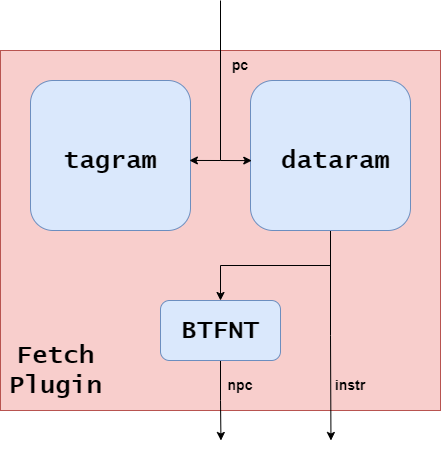 pc
tagram
dataram
BTFNT
Fetch
Plugin
npc
instr